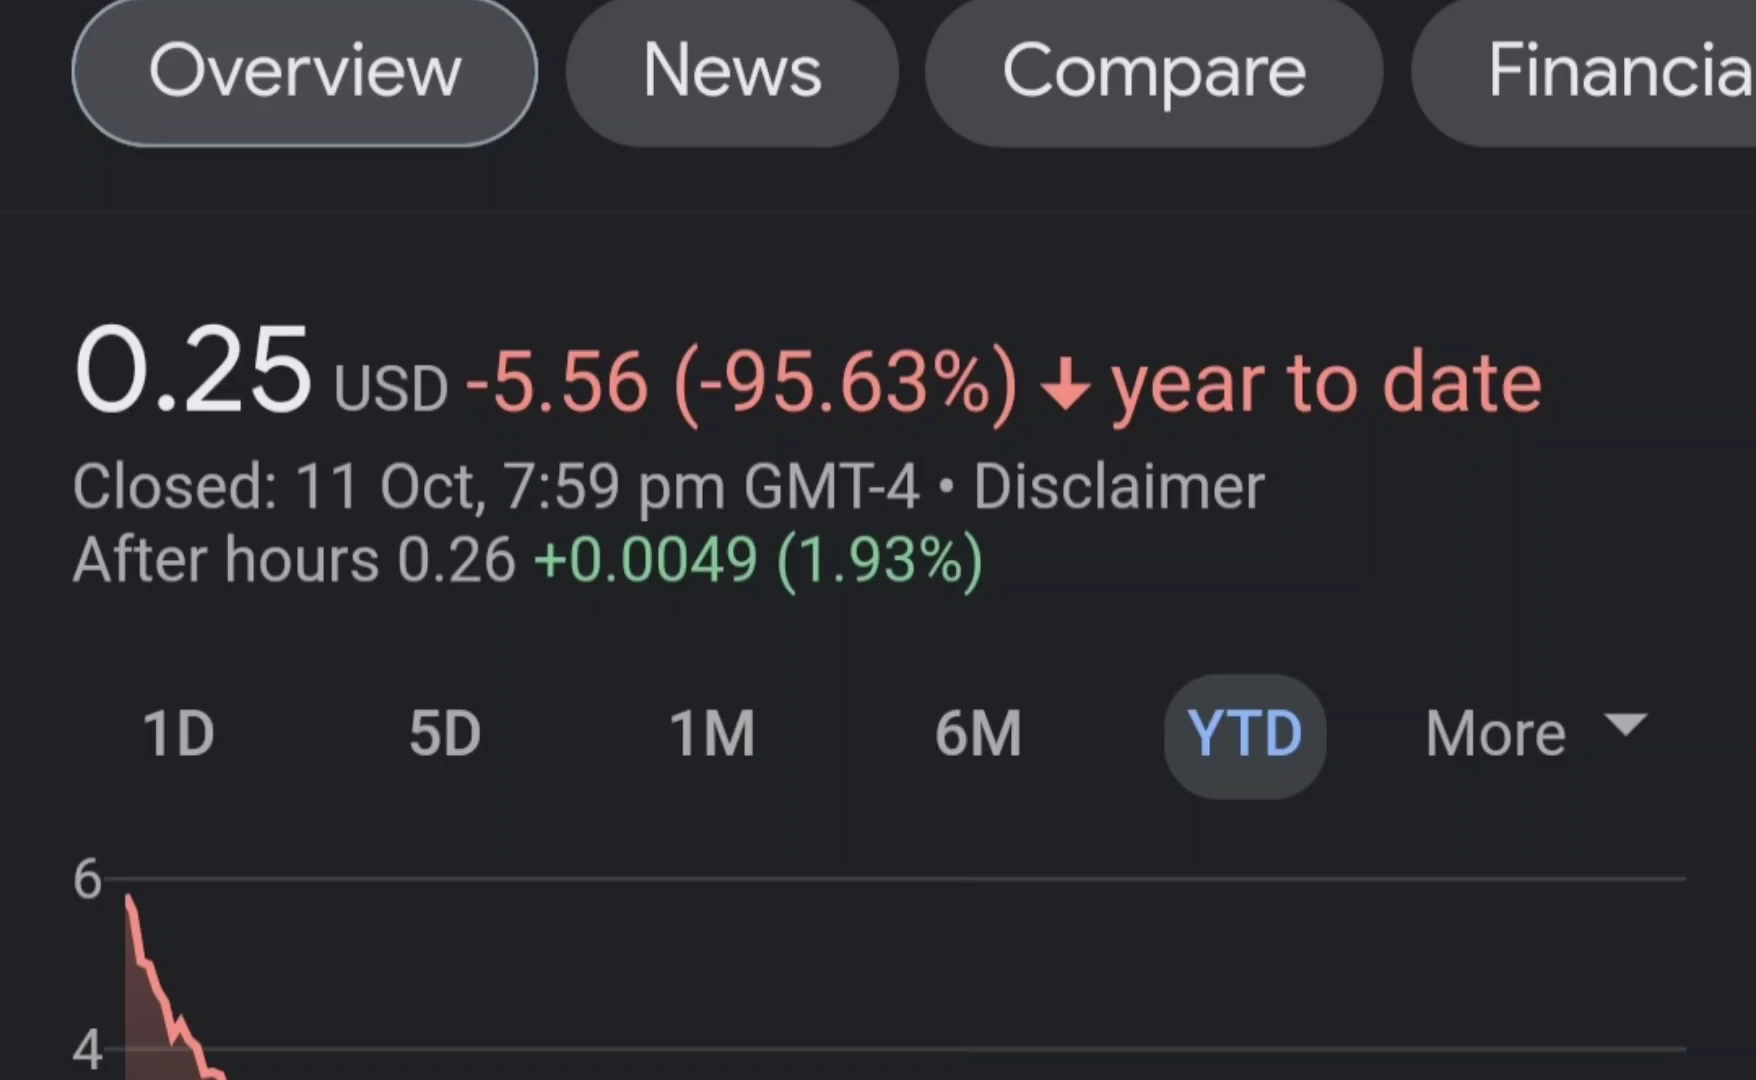 Overview News Compare Financia
0.25 USD -5.56 (-95.63%) ↓ year to date
Closed: 11 Oct, 7:59 pm GMT-4 • Disclaimer
After hours 0.26 +0.0049 (1.93%)
1D 5D 1M 6M YTD More
6
4